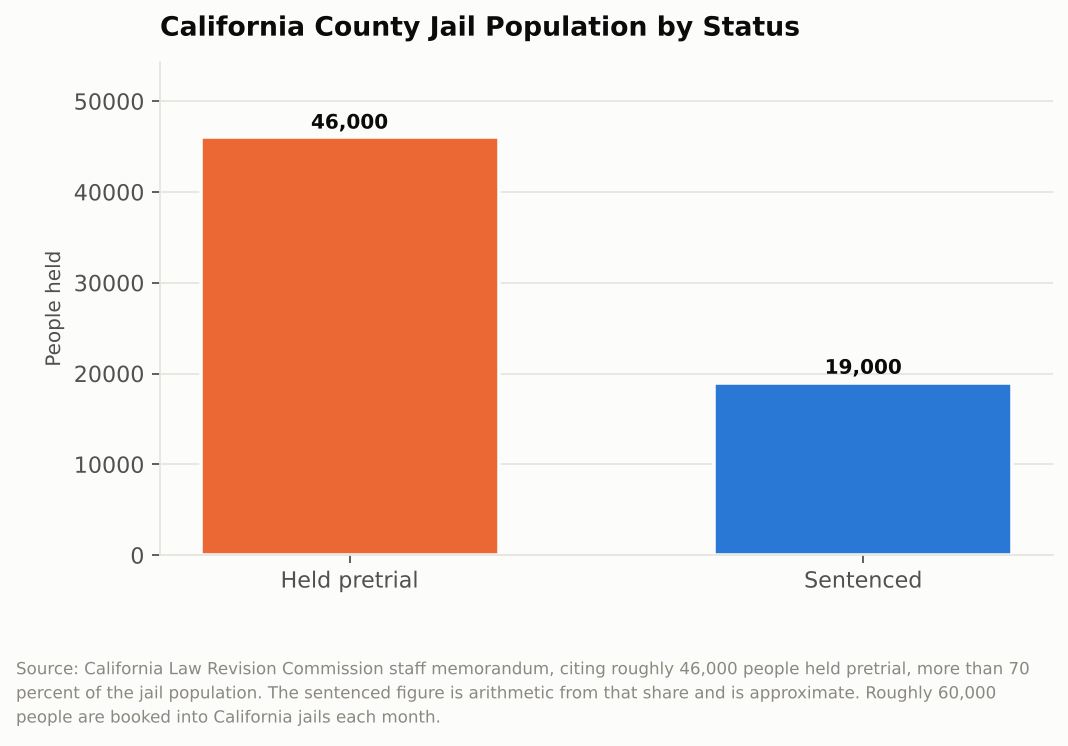 California County Jail Population by Status
50000
46,000
40000
30000
People held
20000
19,000
10000
0
Held pretrial
Sentenced
Source: California Law Revision Commission staff memorandum, citing roughly 46,000 people held pretrial, more than 70
percent of the jail population. The sentenced figure is arithmetic from that share and is approximate. Roughly 60,000
people are booked into California jails each month.